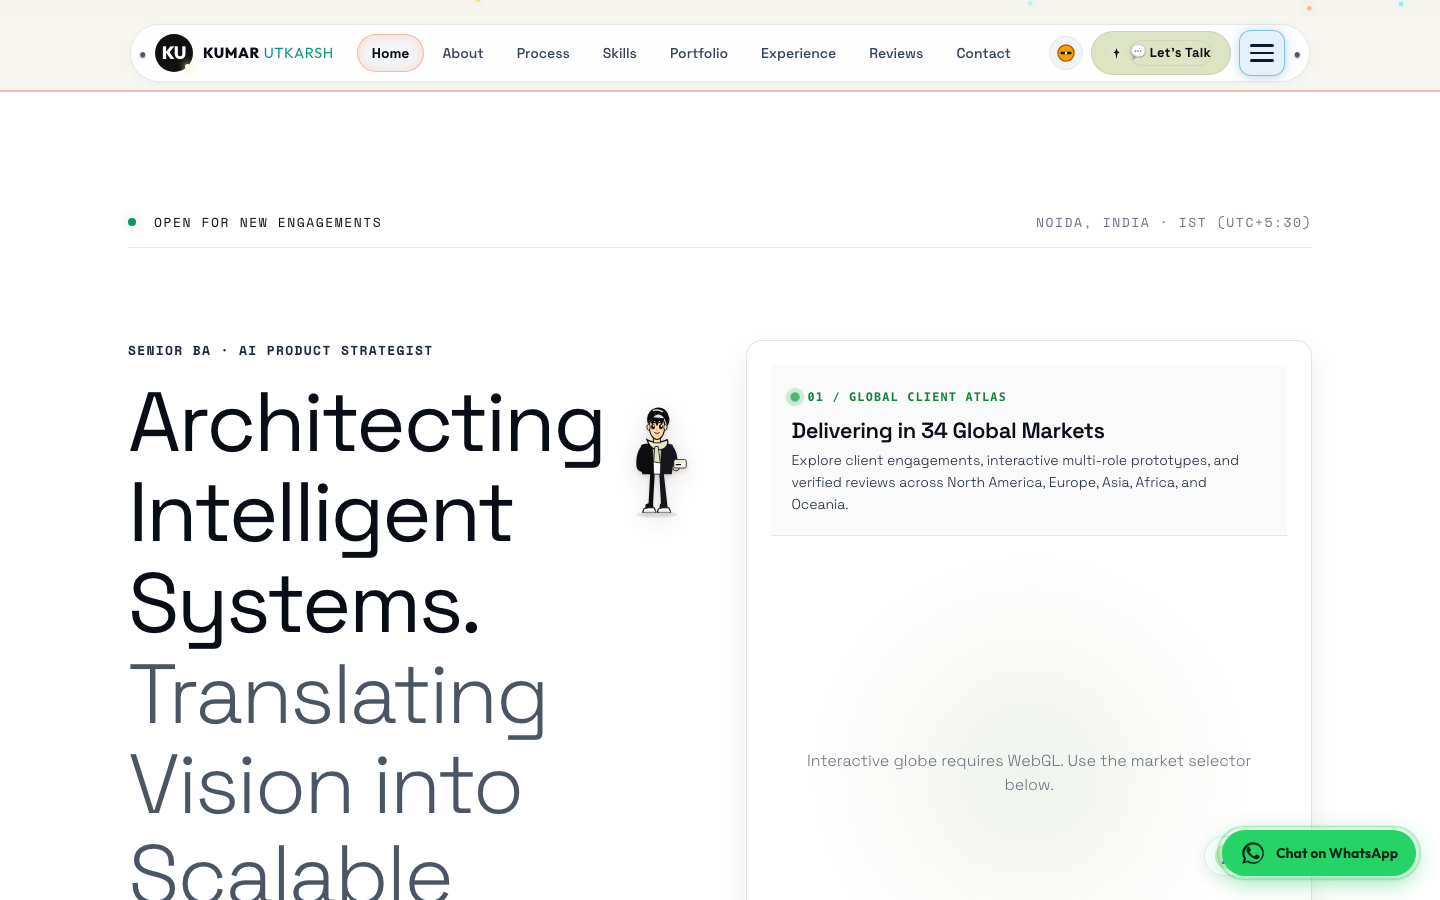 KU KUMAR UTKARSH Home About Process Skills Portfolio Experience Reviews Contact 💬 Let's Talk
OPEN FOR NEW ENGAGEMENTS
NOIDA, INDIA · IST (UTC+5:30)
SENIOR BA · AI PRODUCT STRATEGIST
Architecting
Intelligent
Systems.
Translating
Vision into
Scalable
01 / GLOBAL CLIENT ATLAS
Delivering in 34 Global Markets
Explore client engagements, interactive multi-role prototypes, and
verified reviews across North America, Europe, Asia, Africa, and
Oceania.
Interactive globe requires WebGL. Use the market selector
below.
Chat on WhatsApp